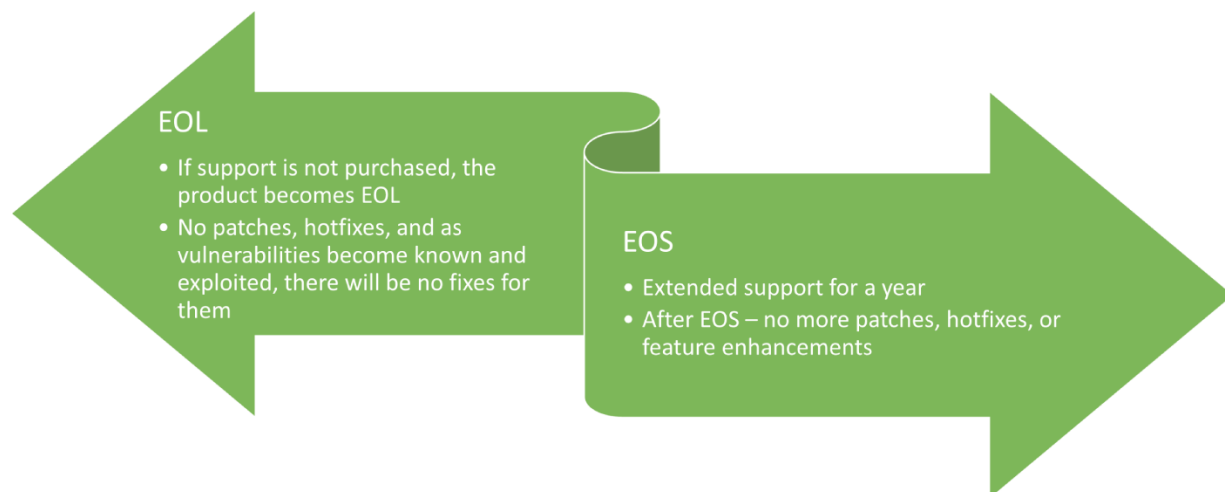 EOL
• If support is not purchased, the
product becomes EOL
• No patches, hotfixes, and as
vulnerabilities become known and
exploited, there will be no fixes for
them
EOS
• Extended support for a year
• After EOS – no more patches, hotfixes, or
feature enhancements